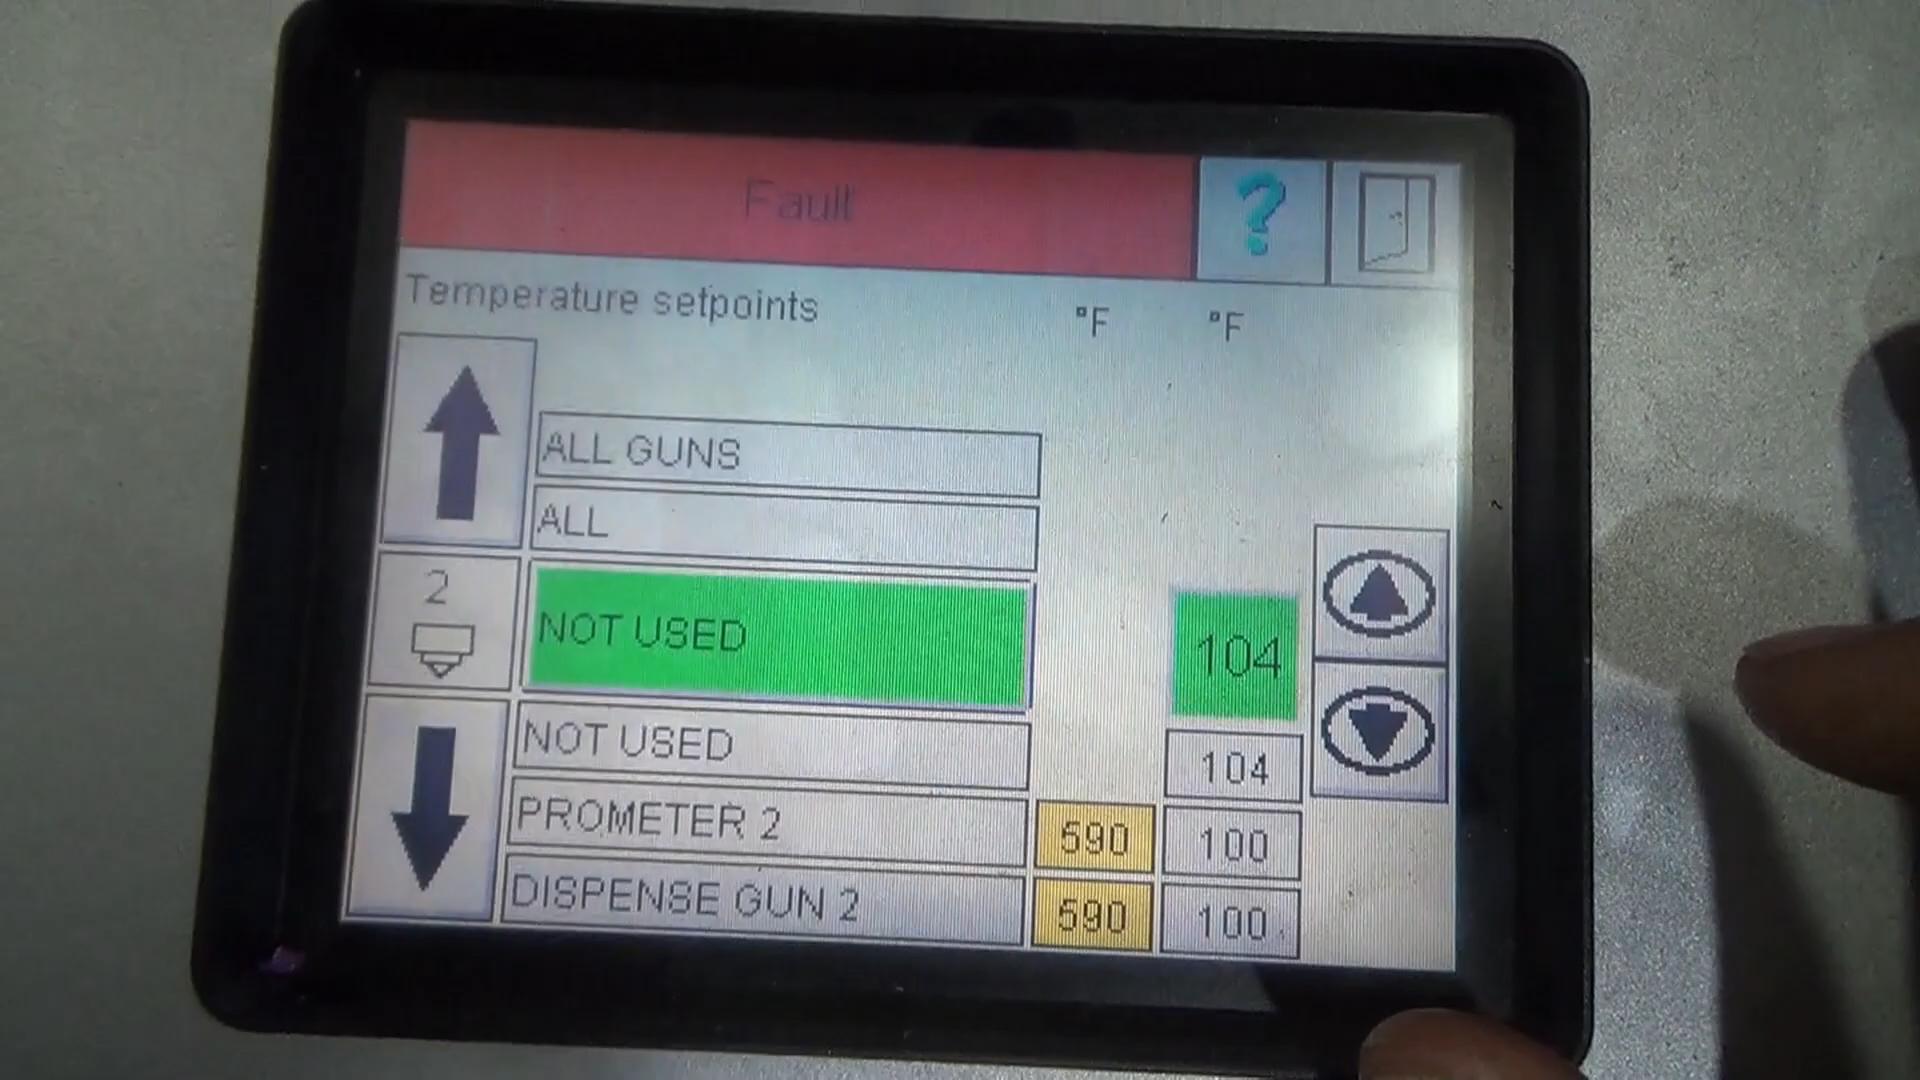 Fault
?
Temperature setpoints
°F °F
ALL GUNS
ALL
2
NOT USED 104
NOT USED 104
PROMETER 2 590 100
DISPENSE GUN 2 590 100